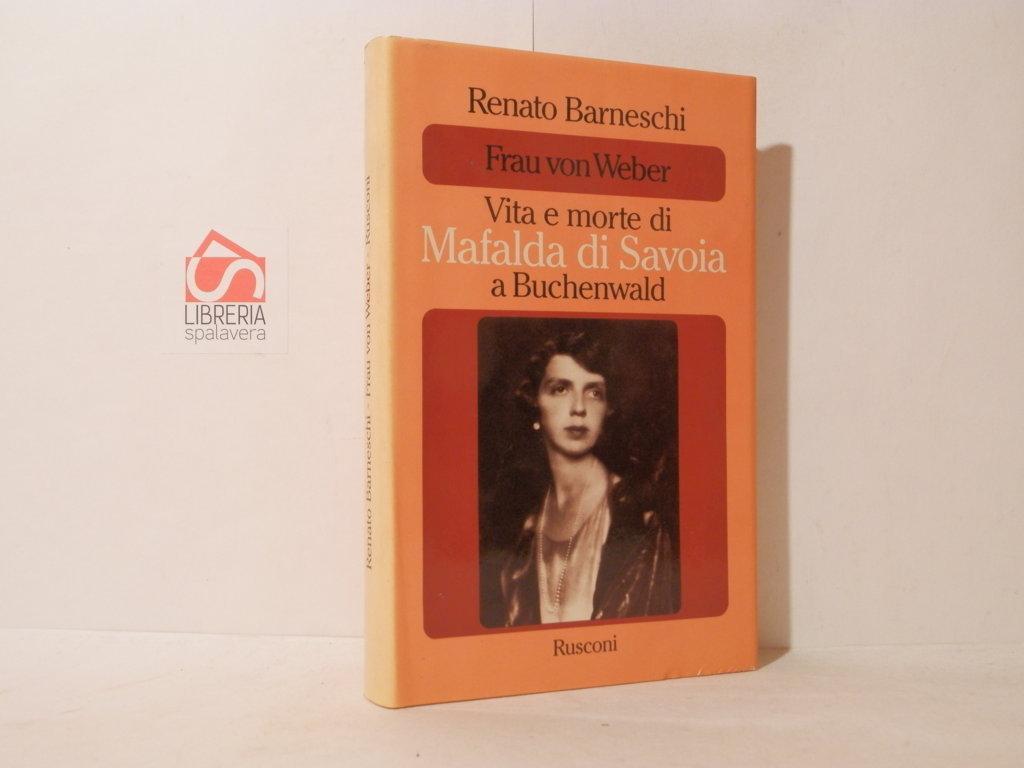 Renato Barneschi
Frau von Weber
Vita e morte di
Mafalda di Savoia
a Buchenwald
Rusconi
Renato Barneschi - Frau von Weber - Rusconi
LIBRERIA
spalavera